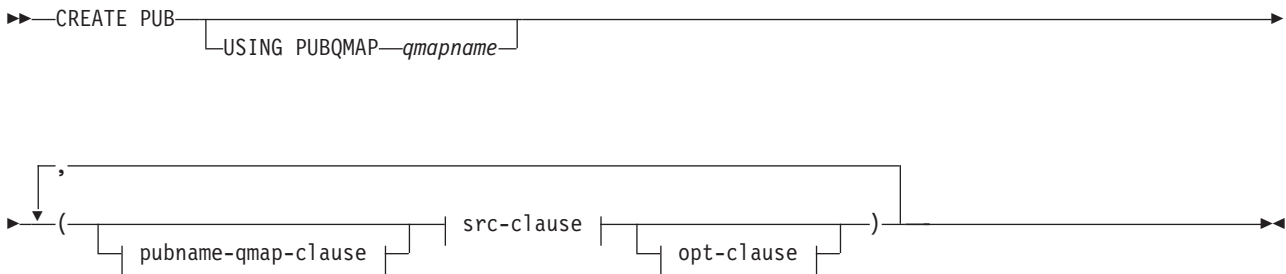 CREATE PUB
USING PUBQMAP qmapname
,
( src-clause )
pubname-qmap-clause opt-clause